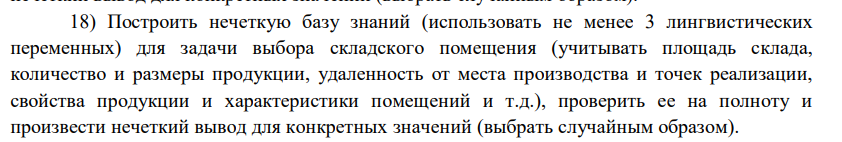 18) Построить нечеткую базу знаний (использовать не менее 3 лингвистических
переменных) для задачи выбора складского помещения (учитывать площадь склада,
количество и размеры продукции, удаленность от места производства и точек реализации,
свойства продукции и характеристики помещений и т.д.), проверить ее на полноту и
произвести нечеткий вывод для конкретных значений (выбрать случайным образом).